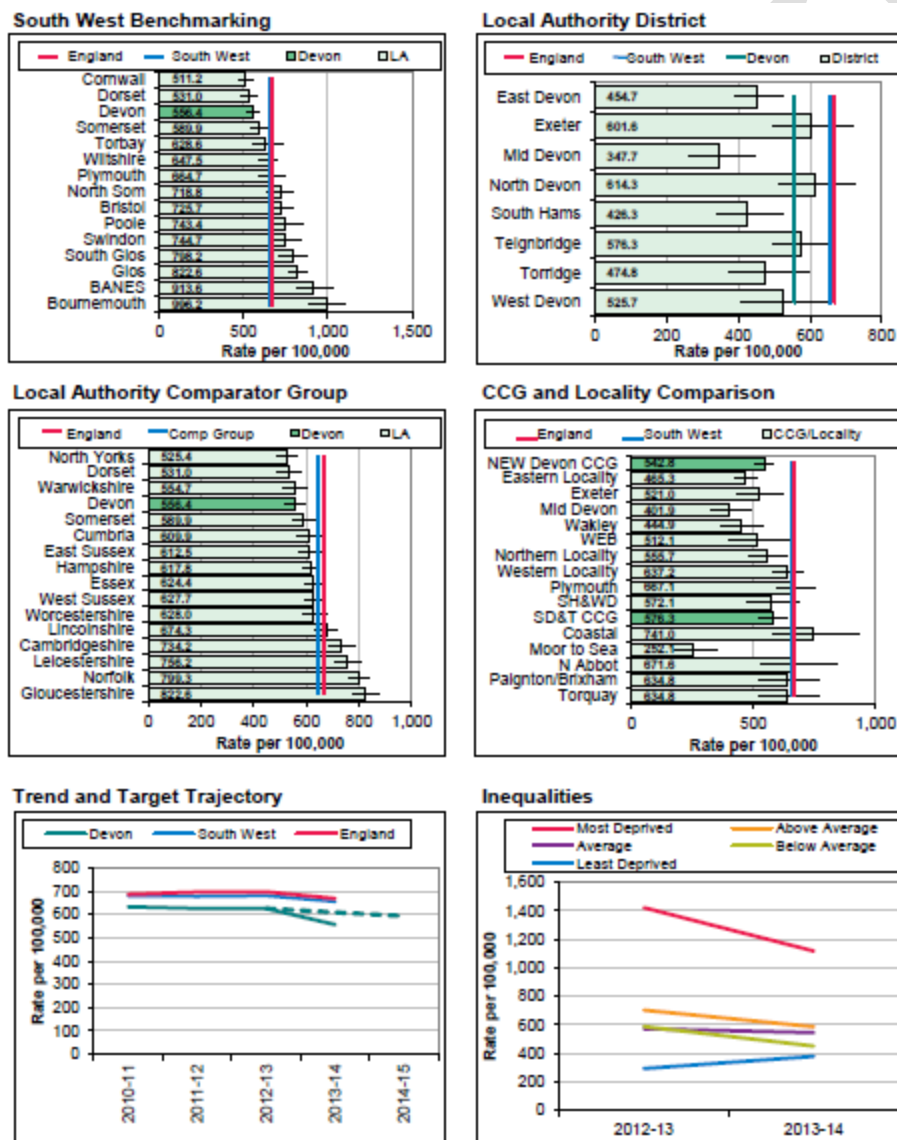 South West Benchmarking
England South West Devon LA
Cornwall 511.2
Dorset 531.0
Devon 556.4
Somerset 589.9
Torbay 628.6
Wiltshire 647.5
Plymouth 664.7
North Som 718.8
Bristol 725.7
Poole 743.4
Swindon 744.7
South Glos 798.2
Glos 822.6
BANES 913.6
Bournemouth 996.2
0 500 1,000 1,500
Rate per 100,000
Local Authority District
England South West Devon District
East Devon 454.7
Exeter 601.6
Mid Devon 347.7
North Devon 614.3
South Hams 426.3
Teignbridge 576.3
Torridge 474.8
West Devon 525.7
0 200 400 600 800
Rate per 100,000
Local Authority Comparator Group
England Comp Group Devon LA
North Yorks 525.4
Dorset 531.0
Warwickshire 554.7
Devon 556.4
Somerset 589.9
Cumbria 609.9
East Sussex 612.5
Hampshire 617.8
Essex 624.4
West Sussex 627.7
Worcestershire 628.0
Lincolnshire 674.3
Cambridgeshire 734.2
Leicestershire 756.2
Norfolk 799.3
Gloucestershire 822.6
0 200 400 600 800 1,000
Rate per 100,000
CCG and Locality Comparison
England South West CCG/Locality
NEW Devon CCG 542.8
Eastern Locality 465.3
Exeter 521.0
Mid Devon 401.9
Wakley 444.9
WEB 512.1
Northern Locality 555.7
Western Locality 637.2
Plymouth 667.1
SH&WD 572.1
SD&T CCG 576.3
Coastal 741.0
Moor to Sea 252.1
N Abbot 671.6
Paignton/Brixham 634.8
Torquay 634.8
0 500 1,000
Rate per 100,000
Trend and Target Trajectory
Devon South West England
800
700
600
500
400
300
200
100
0
Rate per 100,000
2010-11 2011-12 2012-13 2013-14 2014-15
Inequalities
Most Deprived Above Average
Average Below Average
Least Deprived
1,600
1,400
1,200
1,000
800
600
400
200
0
Rate per 100,000
2012-13 2013-14